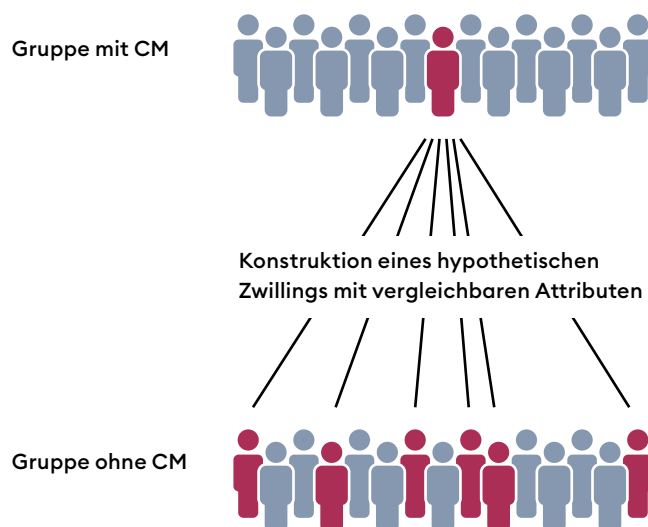 Gruppe mit CM
Konstruktion eines hypothetischen
Zwillings mit vergleichbaren Attributen
Gruppe ohne CM